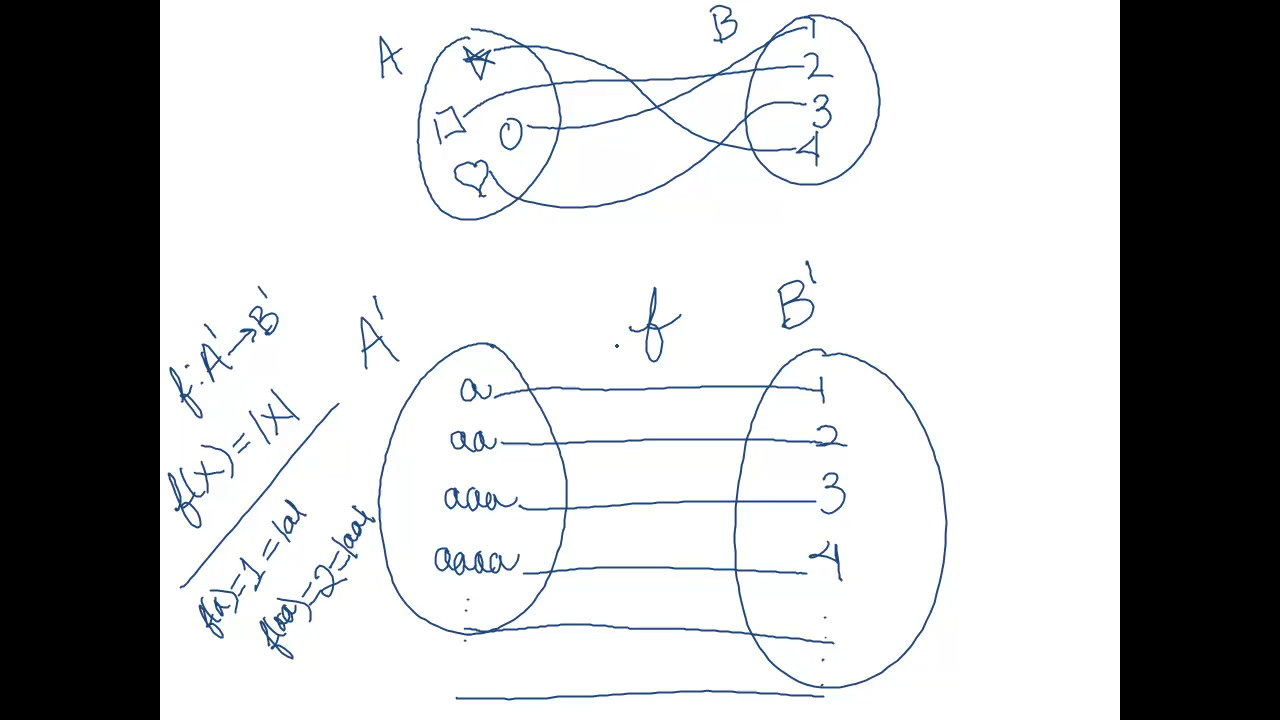 A B
1
2
3
4
f: A' → B'
f(x) = |x|
f(a) = 1 = |a|
f(aa) = 2 = |aa|
A' f B'
a 1
aa 2
aaa 3
aaaa 4